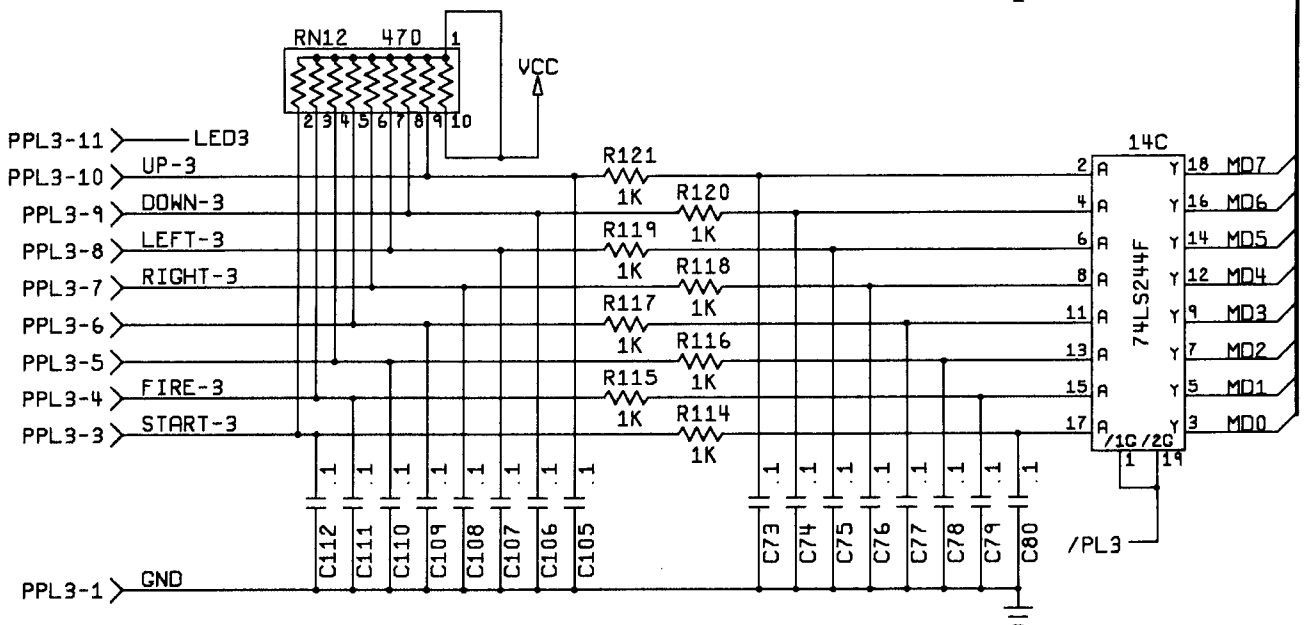 RN12 470 1
VCC
2 3 4 5 6 7 8 9 10
PPL3-11 LED3
PPL3-10 UP-3
PPL3-9 DOWN-3
PPL3-8 LEFT-3
PPL3-7 RIGHT-3
PPL3-6
PPL3-5
PPL3-4 FIRE-3
PPL3-3 START-3
PPL3-1 GND
R121
1K
R120
1K
R119
1K
R118
1K
R117
1K
R116
1K
R115
1K
R114
1K
.1 .1 .1 .1 .1 .1 .1 .1
C112 C111 C110 C109 C108 C107 C106 C105
.1 .1 .1 .1 .1 .1 .1 .1
C73 C74 C75 C76 C77 C78 C79 C80
14C
74LS244F
2 A Y 18 MD7
4 A Y 16 MD6
6 A Y 14 MD5
8 A Y 12 MD4
11 A Y 9 MD3
13 A Y 7 MD2
15 A Y 5 MD1
17 A Y 3 MD0
/1G /2G
1 19
/PL3